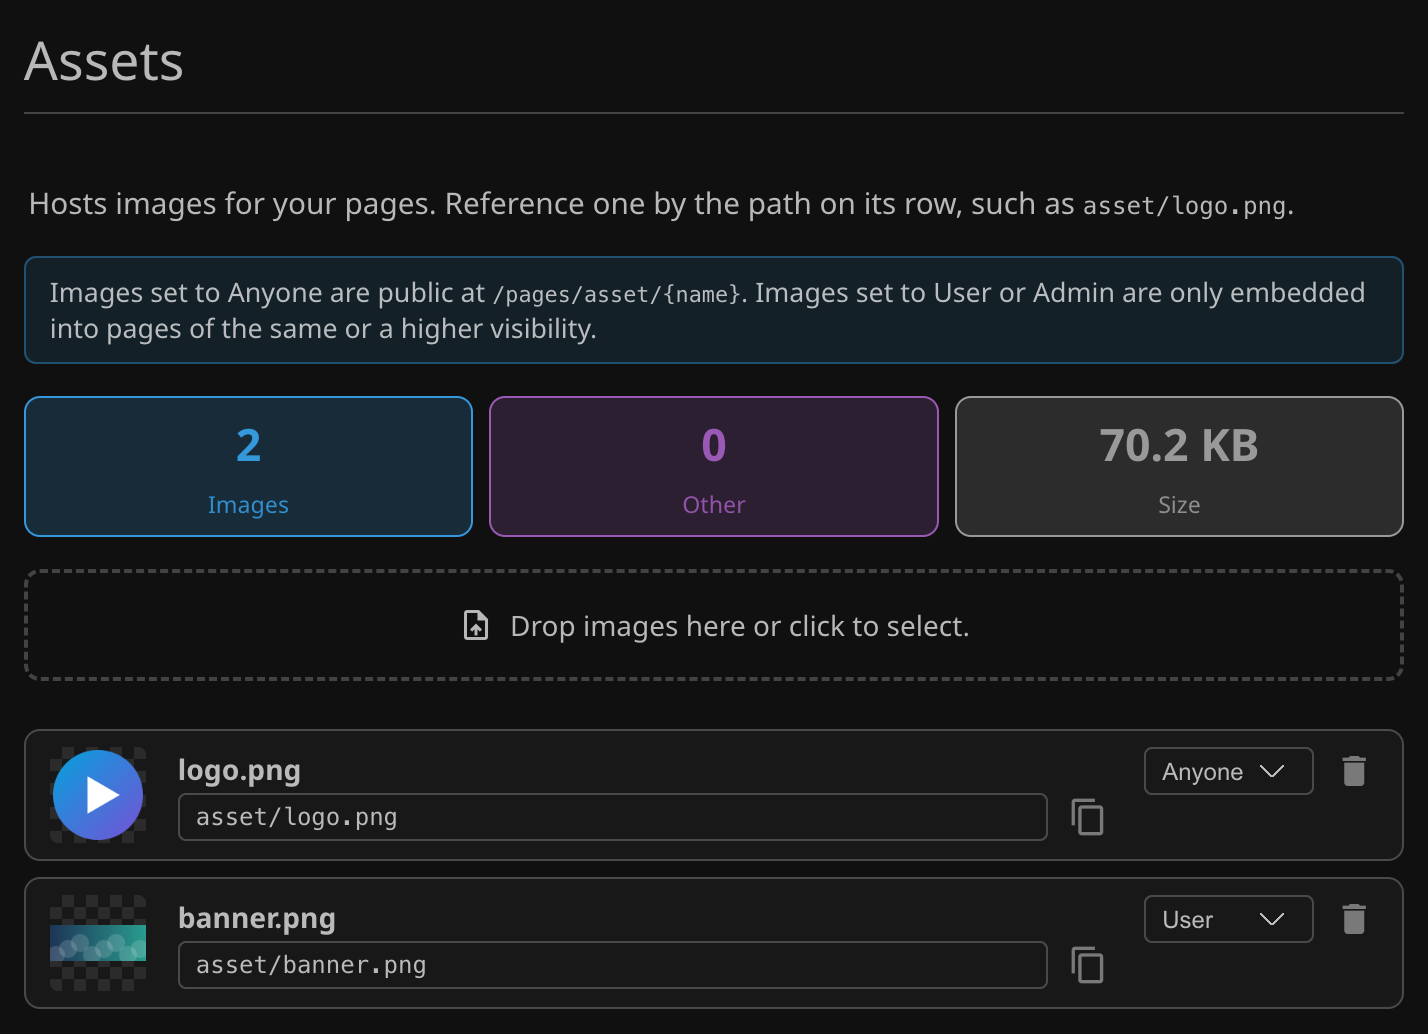 Assets
Hosts images for your pages. Reference one by the path on its row, such as asset/logo.png.
Images set to Anyone are public at /pages/asset/{name}. Images set to User or Admin are only embedded
into pages of the same or a higher visibility.
2
Images
0
Other
70.2 KB
Size
Drop images here or click to select.
logo.png
Anyone
asset/logo.png
banner.png
User
asset/banner.png